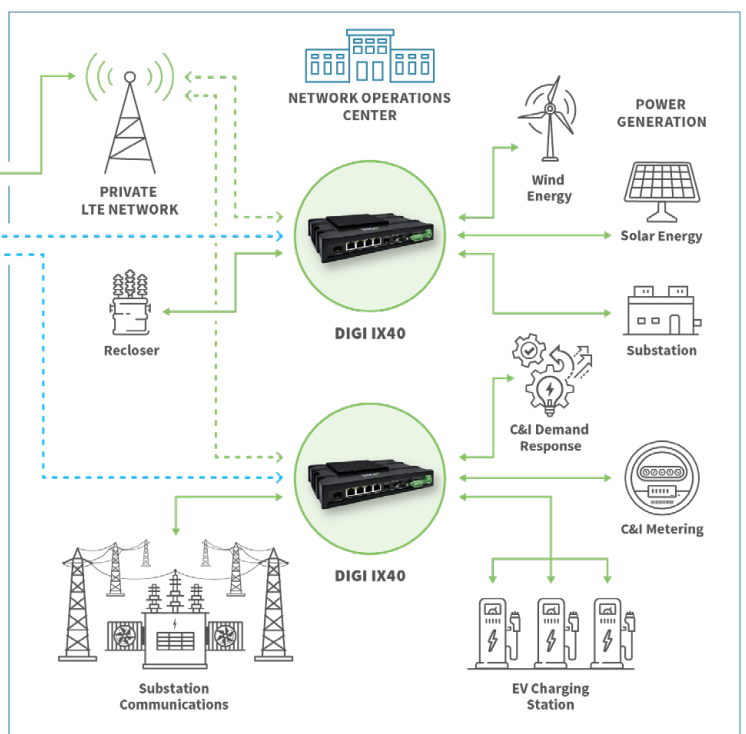 NETWORK OPERATIONS
CENTER
POWER
GENERATION
PRIVATE
LTE NETWORK
Wind
Energy
Solar Energy
Recloser
DIGI IX40
Substation
C&I Demand
Response
C&I Metering
DIGI IX40
Substation
Communications
EV Charging
Station